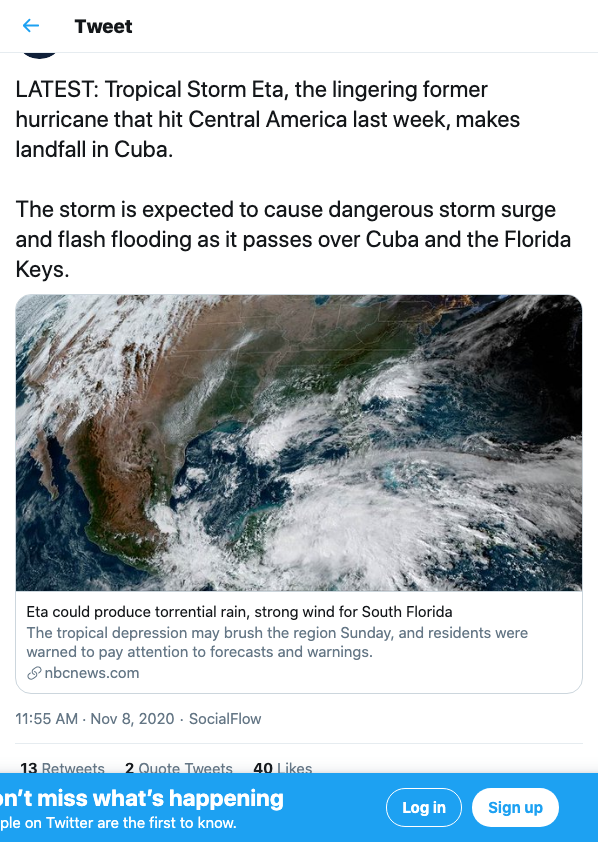 Tweet
LATEST: Tropical Storm Eta, the lingering former
hurricane that hit Central America last week, makes
landfall in Cuba.
The storm is expected to cause dangerous storm surge
and flash flooding as it passes over Cuba and the Florida
Keys.
Eta could produce torrential rain, strong wind for South Florida
The tropical depression may brush the region Sunday, and residents were
warned to pay attention to forecasts and warnings.
nbcnews.com
11:55 AM · Nov 8, 2020 · SocialFlow
13 Retweets 2 Quote Tweets 40 Likes
on't miss what's happening
ple on Twitter are the first to know.
Log in
Sign up